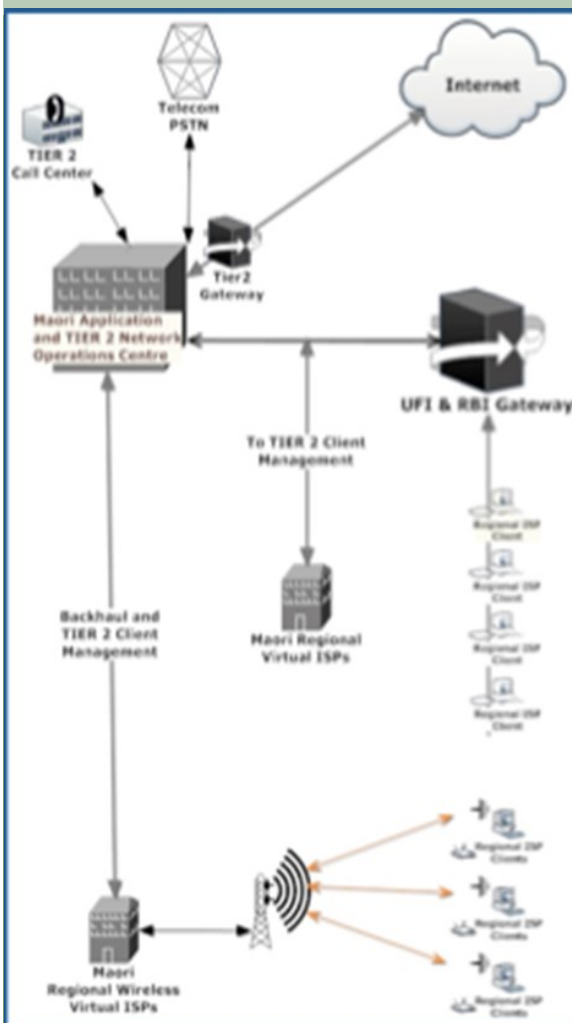 Internet
Telecom
PSTN
TIER 2
Call Center
Tier2
Gateway
Maori Application
and TIER 2 Network
Operations Centre
UFI & RBI Gateway
To TIER 2 Client
Management
Regional ISP
Client
Regional ISP
Client
Regional ISP
Client
Regional ISP
Client
Backhaul and
TIER 2 Client
Management
Maori Regional
Virtual ISPs
Regional ISP
Clients
Regional ISP
Clients
Regional ISP
Clients
Maori
Regional Wireless
Virtual ISPs